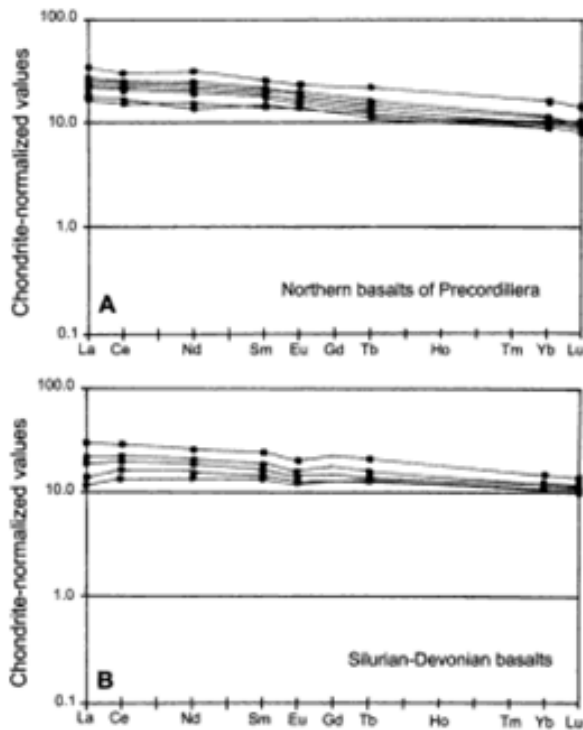 Chondrite-normalized values
100.0
10.0
1.0
0.1
A
Northern basalts of Precordillera
La Ce Nd Sm Eu Gd Tb Ho Tm Yb Lu
Chondrite-normalized values
100.0
10.0
1.0
0.1
B
Silurian-Devonian basalts
La Ce Nd Sm Eu Gd Tb Ho Tm Yb Lu